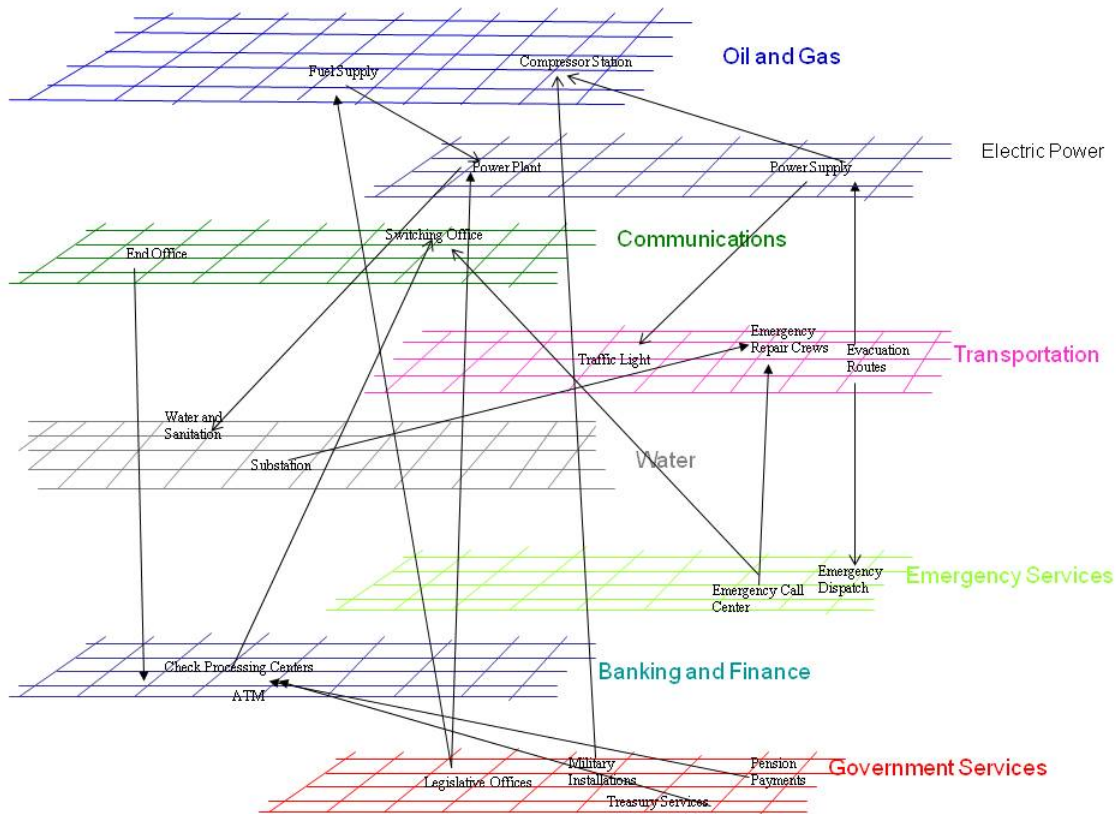 Oil and Gas
Compressor Station
Fuel Supply
Electric Power
Power Plant
Power Supply
Switching Office
Communications
End Office
Emergency
Repair Crews
Traffic Light
Evacuation
Routes
Transportation
Water and
Sanitation
Substation
Water
Emergency
Dispatch
Emergency Services
Emergency Call
Center
Check Processing Centers
ATM
Banking and Finance
Military
Installations
Pension
Payments
Government Services
Legislative Offices
Treasury Services